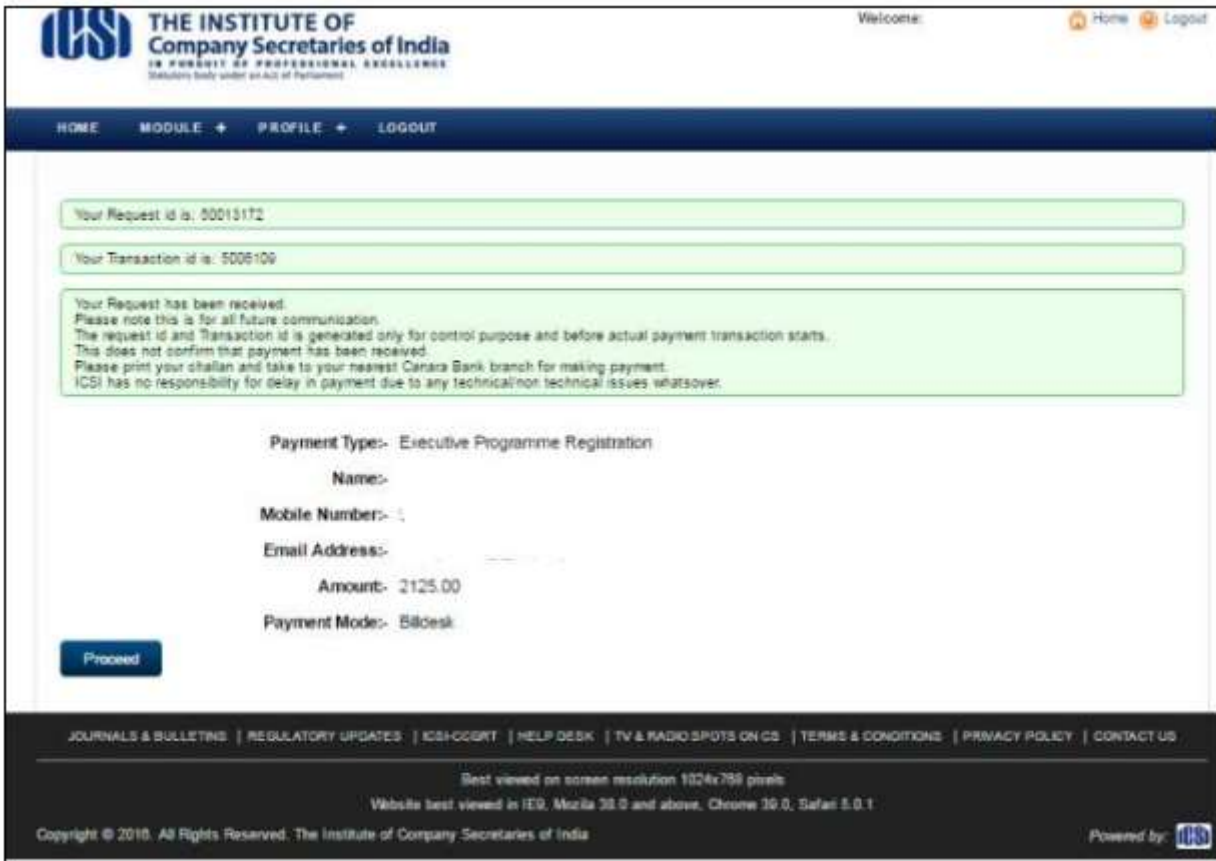 ICSI THE INSTITUTE OF
Company Secretaries of India
IN PURSUIT OF PROFESSIONAL EXCELLENCE
Statutory body under an Act of Parliament
Welcome: Home Logout
HOME MODULE + PROFILE + LOGOUT
Your Request id is: 50013172
Your Transaction id is: 5006109
Your Request has been received.
Please note this is for all future communication.
The request id and Transaction id is generated only for control purpose and before actual payment transaction starts.
This does not confirm that payment has been received.
Please print your challan and take to your nearest Canara Bank branch for making payment.
ICSI has no responsibility for delay in payment due to any technical/non technical issues whatsover.
Payment Type:- Executive Programme Registration
Name:-
Mobile Number:-
Email Address:-
Amount:- 2125.00
Payment Mode:- Billdesk
Proceed
JOURNALS & BULLETINS | REGULATORY UPDATES | ICSI-CCGRT | HELP DESK | TV & RADIO SPOTS ON CS | TERMS & CONDITIONS | PRIVACY POLICY | CONTACT US
Best viewed on screen resolution 1024x768 pixels
Website best viewed in IE9, Mozilla 38.0 and above, Chrome 39.0, Safari 5.0.1
Copyright © 2016. All Rights Reserved. The Institute of Company Secretaries of India
Powered by: ICSI